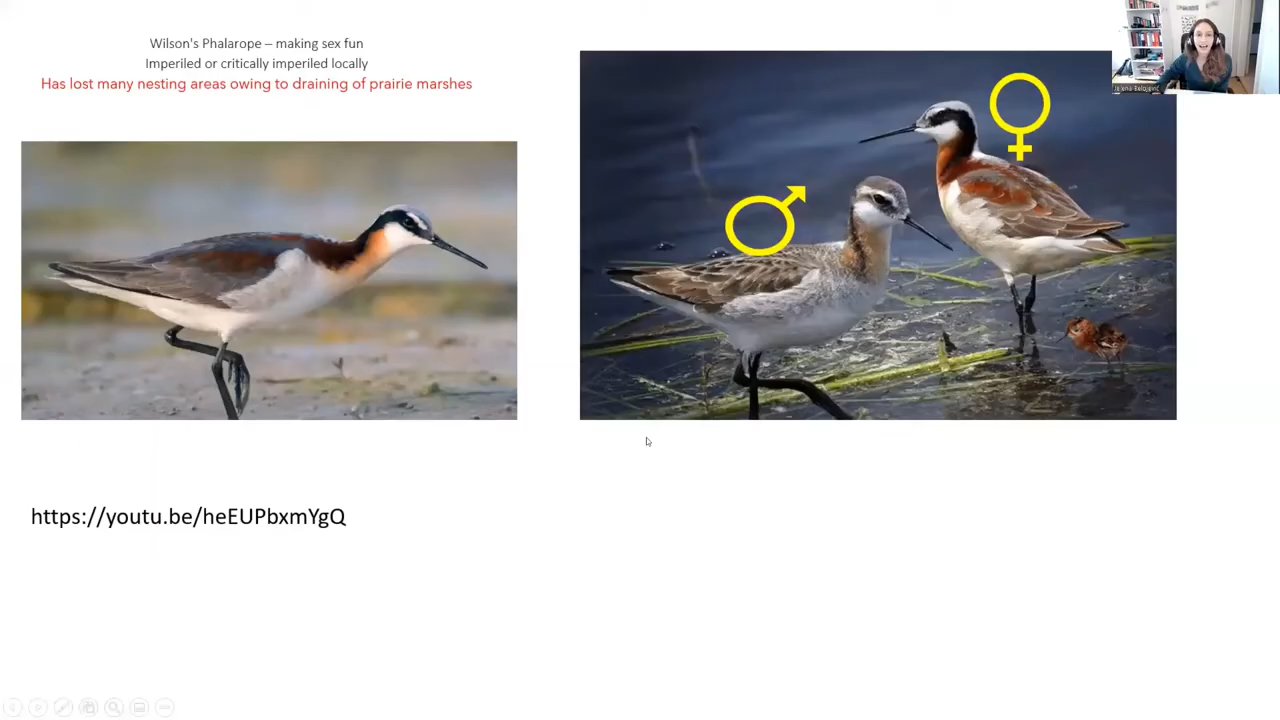 Wilson's Phalarope – making sex fun
Imperiled or critically imperiled locally
Has lost many nesting areas owing to draining of prairie marshes
https://youtu.be/heEUPbxmYgQ